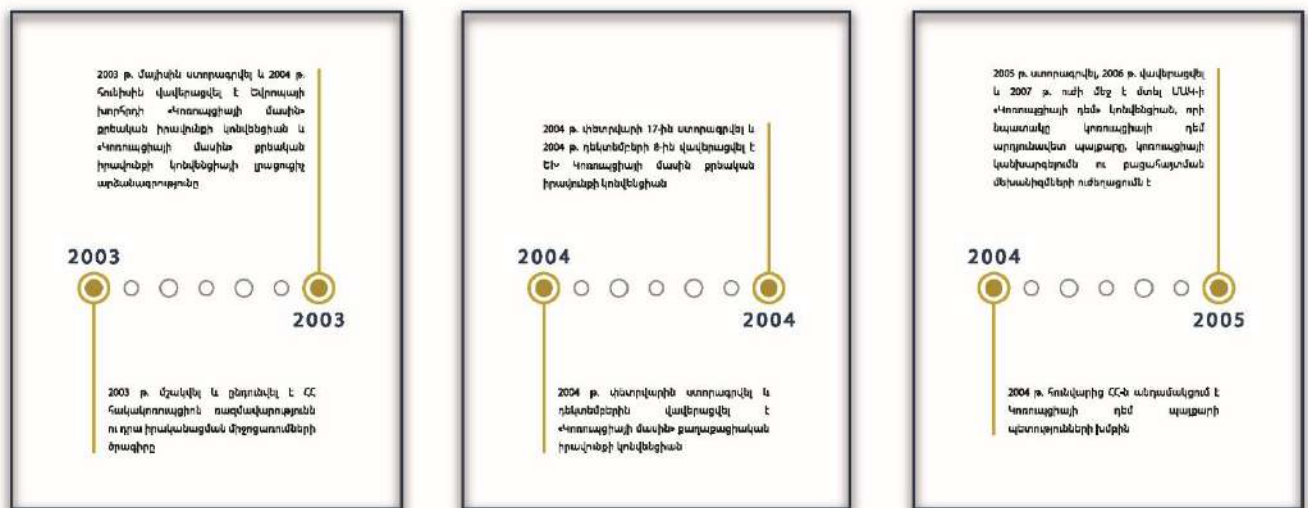 2003 թ. մայիսին ստորագրվել և 2004 թ.
հունիսին վավերացվել է Եվրոպայի
խորհրդի «Կոռուպցիայի մասին»
քրեական իրավունքի կոնվենցիան և
«Կոռուպցիայի մասին» քրեական
իրավունքի կոնվենցիայի լրացուցիչ
արձանագրությունը
2003
2003
2003 թ. մշակվել և ընդունվել է ՀՀ
հակակոռուպցիոն ռազմավարությունն
ու դրա իրականացման միջոցառումների
ծրագիրը
2004 թ. փետրվարի 17-ին ստորագրվել և
2004 թ. դեկտեմբերի 8-ին վավերացվել է
ԵԽ Կոռուպցիայի մասին քրեական
իրավունքի կոնվենցիան
2004
2004
2004 թ. փետրվարին ստորագրվել և
դեկտեմբերին վավերացվել է
«Կոռուպցիայի մասին» քաղաքացիական
իրավունքի կոնվենցիան
2005 թ. ստորագրվել, 2006 թ. վավերացվել
և 2007 թ. ուժի մեջ է մտել ՄԱԿ-ի
«Կոռուպցիայի դեմ» կոնվենցիան, որի
նպատակը կոռուպցիայի դեմ
արդյունավետ պայքարը, կոռուպցիայի
կանխարգելումն ու բացահայտման
մեխանիզմների ուժեղացումն է
2004
2005
2004 թ. հունվարից ՀՀ-ն անդամակցում է
Կոռուպցիայի դեմ պայքարի
պետությունների խմբին